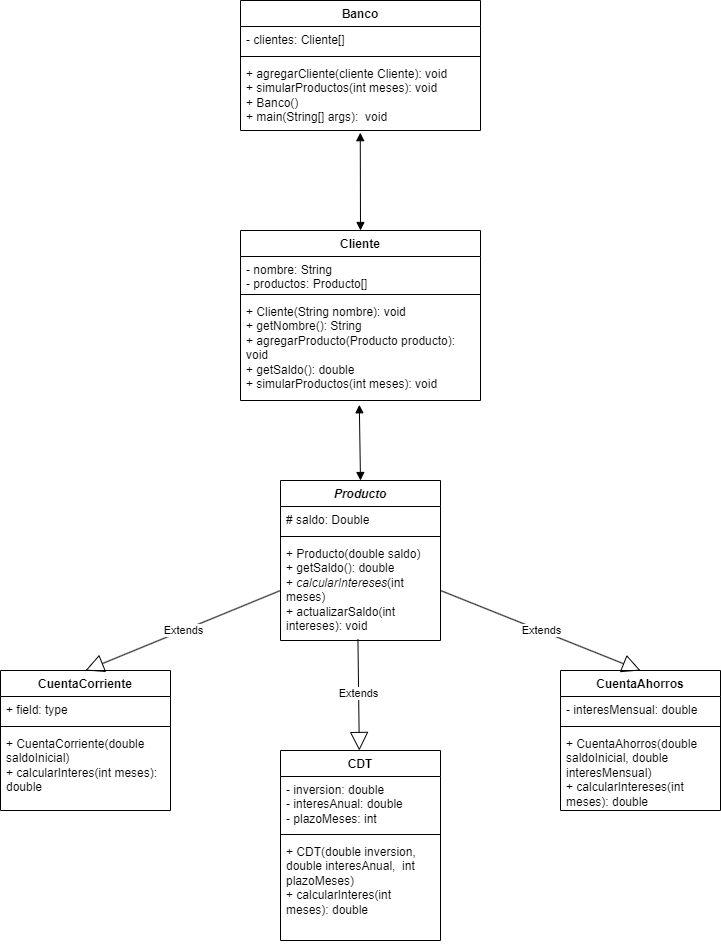 Banco
- clientes: Cliente[]
+ agregarCliente(cliente Cliente): void
+ simularProductos(int meses): void
+ Banco()
+ main(String[] args):  void
Cliente
- nombre: String
- productos: Producto[]
+ Cliente(String nombre): void
+ getNombre(): String
+ agregarProducto(Producto producto):
void
+ getSaldo(): double
+ simularProductos(int meses): void
Producto
# saldo: Double
+ Producto(double saldo)
+ getSaldo(): double
+ calcularIntereses(int
meses)
+ actualizarSaldo(int
intereses): void
Extends
Extends
Extends
CuentaCorriente
+ field: type
+ CuentaCorriente(double
saldoInicial)
+ calcularInteres(int meses):
double
CDT
- inversion: double
- interesAnual: double
- plazoMeses: int
+ CDT(double inversion,
double interesAnual,  int
plazoMeses)
+ calcularInteres(int
meses): double
CuentaAhorros
- interesMensual: double
+ CuentaAhorros(double
saldoInicial, double
interesMensual)
+ calcularIntereses(int
meses): double